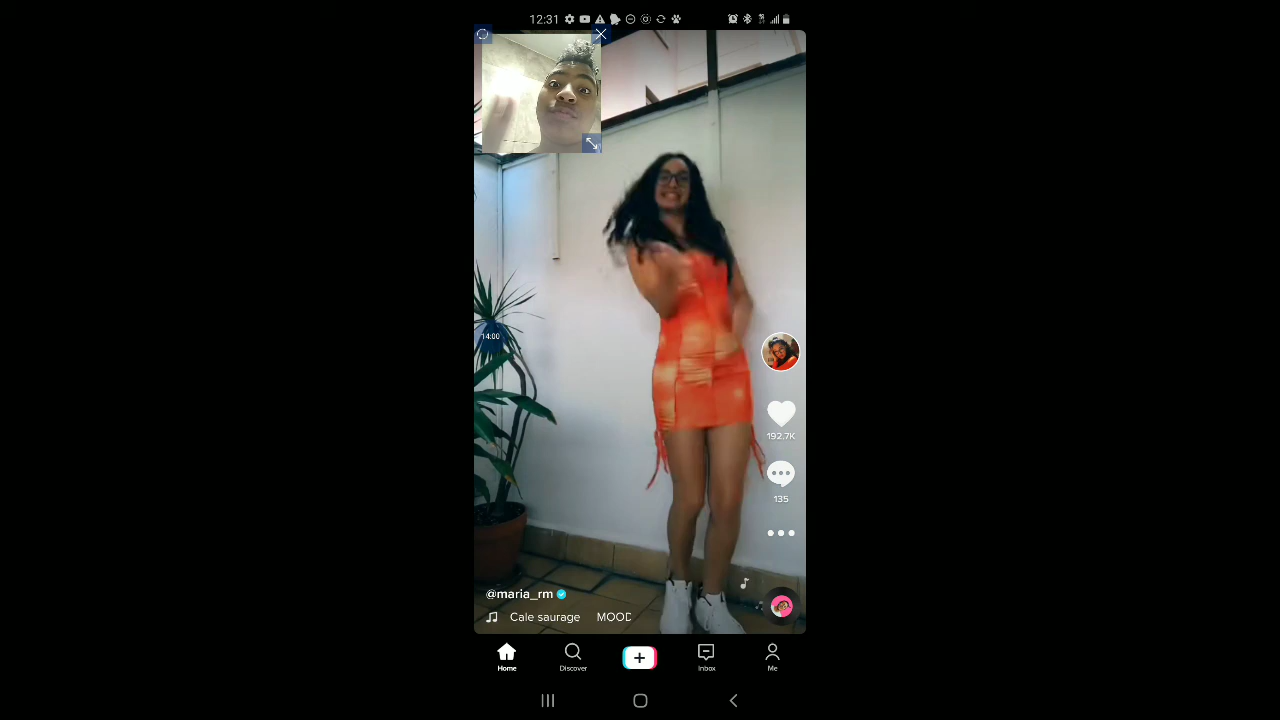 12:31
14:00
192.7K
135
@maria_rm
Cale saurage MOOD
Home
Discover
Inbox
Me